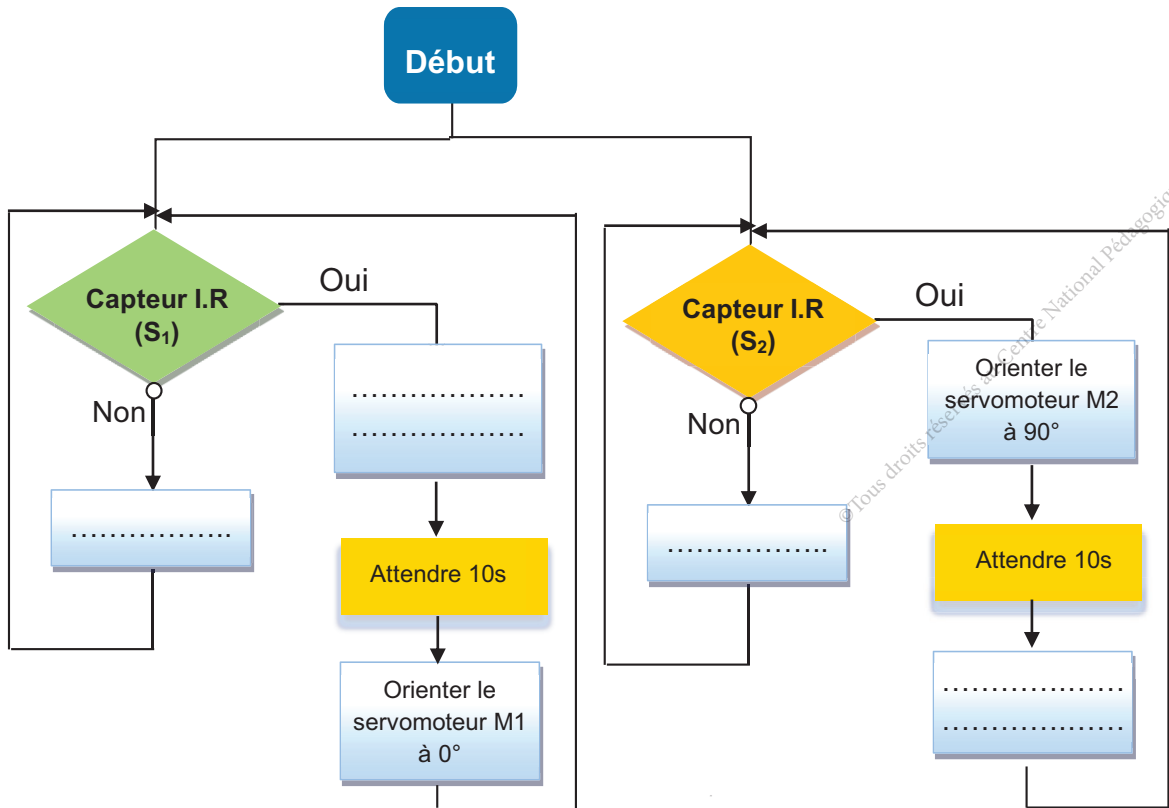 Début
Capteur I.R
(S₁)
Oui
Non
..................
..................
.................
Attendre 10s
Orienter le
servomoteur M1
à 0°
Capteur I.R
(S₂)
Oui
Non
Orienter le
servomoteur M2
à 90°
.................
Attendre 10s
...................
...................
©Tous droits réservés au Centre National Pédagogique